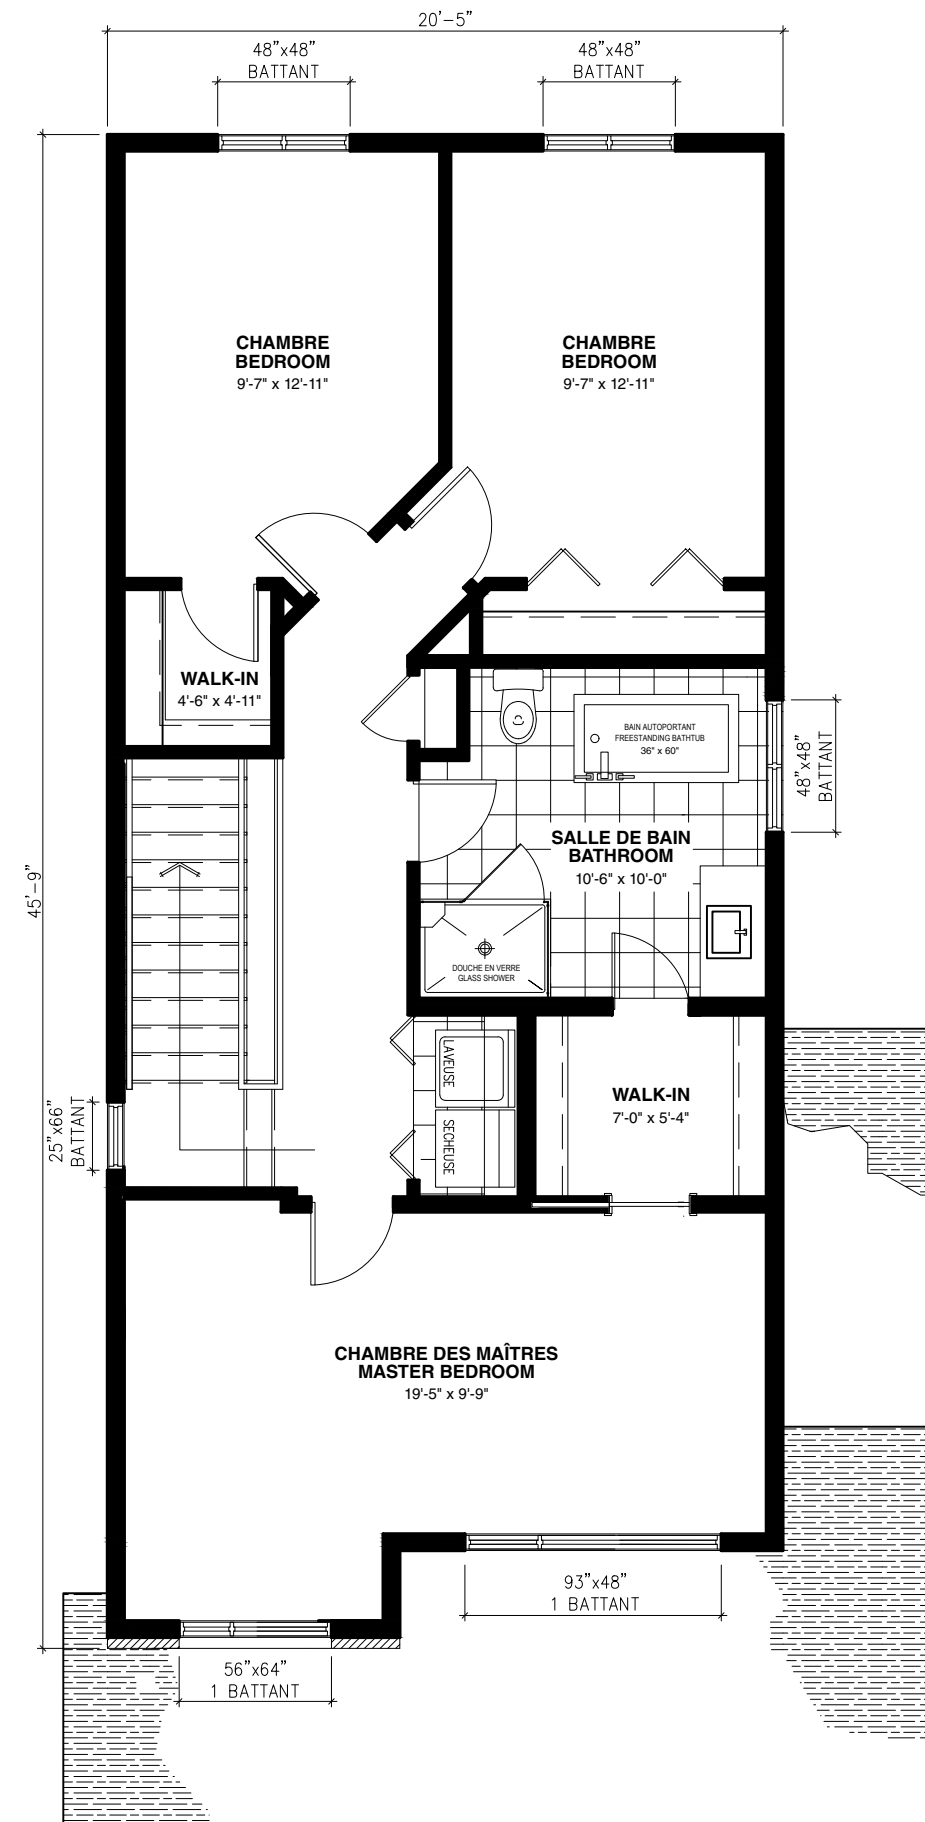 20'-5"
48"x48"
BATTANT
48"x48"
BATTANT
CHAMBRE
BEDROOM
9'-7" x 12'-11"
CHAMBRE
BEDROOM
9'-7" x 12'-11"
WALK-IN
4'-6" x 4'-11"
BAIN AUTOPORTANT
FREESTANDING BATHTUB
36" x 60"
48"x48"
BATTANT
SALLE DE BAIN
BATHROOM
10'-6" x 10'-0"
45'-9"
DOUCHE EN VERRE
GLASS SHOWER
LAVEUSE
SECHEUSE
WALK-IN
7'-0" x 5'-4"
25"x66"
BATTANT
CHAMBRE DES MAÎTRES
MASTER BEDROOM
19'-5" x 9'-9"
93"x48"
1 BATTANT
56"x64"
1 BATTANT